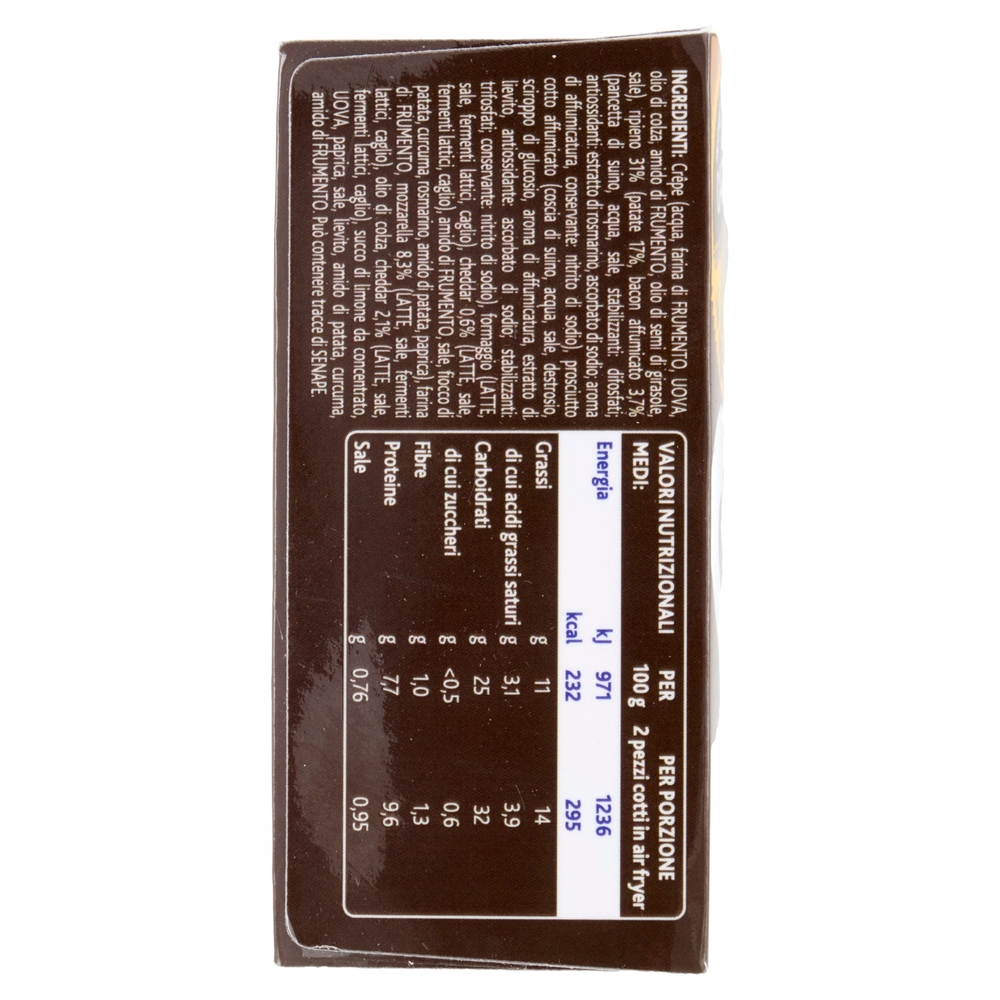 INGREDIENTI: Crêpe (acqua, farina di FRUMENTO, UOVA,
olio di colza, amido di FRUMENTO, olio di semi di girasole,
sale), ripieno 31% (patate 17%, bacon affumicato 3,7%
(pancetta di suino, acqua, sale, stabilizzanti: difosfati,
antiossidanti: estratto di rosmarino, ascorbato di sodio, aroma
di affumicatura, conservante: nitrito di sodio), prosciutto
cotto affumicato (coscia di suino, acqua, sale, destrosio,
sciroppo di glucosio, aroma di affumicatura, estratto di
lievito, antiossidante: ascorbato di sodio; stabilizzanti:
trifosfati; conservante: nitrito di sodio), formaggio (LATTE,
sale, fermenti lattici, caglio), cheddar 0,6% (LATTE, sale,
fermenti lattici, caglio), amido di FRUMENTO, sale, fiocco di
patata, curcuma, rosmarino, amido di patata, paprica), farina
di FRUMENTO, mozzarella 8,3% (LATTE, sale, fermenti
lattici, caglio), olio di colza, cheddar 2,1% (LATTE, sale,
fermenti lattici, caglio), succo di limone da concentrato,
UOVA, paprica, sale, lievito, amido di patata, curcuma,
amido di FRUMENTO. Può contenere tracce di SENAPE.
VALORI NUTRIZIONALI PER PER PORZIONE
MEDI: 100 g 2 pezzi cotti in air fryer
Energia kJ 971 1236
kcal 232 295
Grassi g 11 14
di cui acidi grassi saturi g 3,1 3,9
Carboidrati g 25 32
di cui zuccheri g <0,5 0,6
Fibre g 1,0 1,3
Proteine g 7,7 9,6
Sale g 0,76 0,95